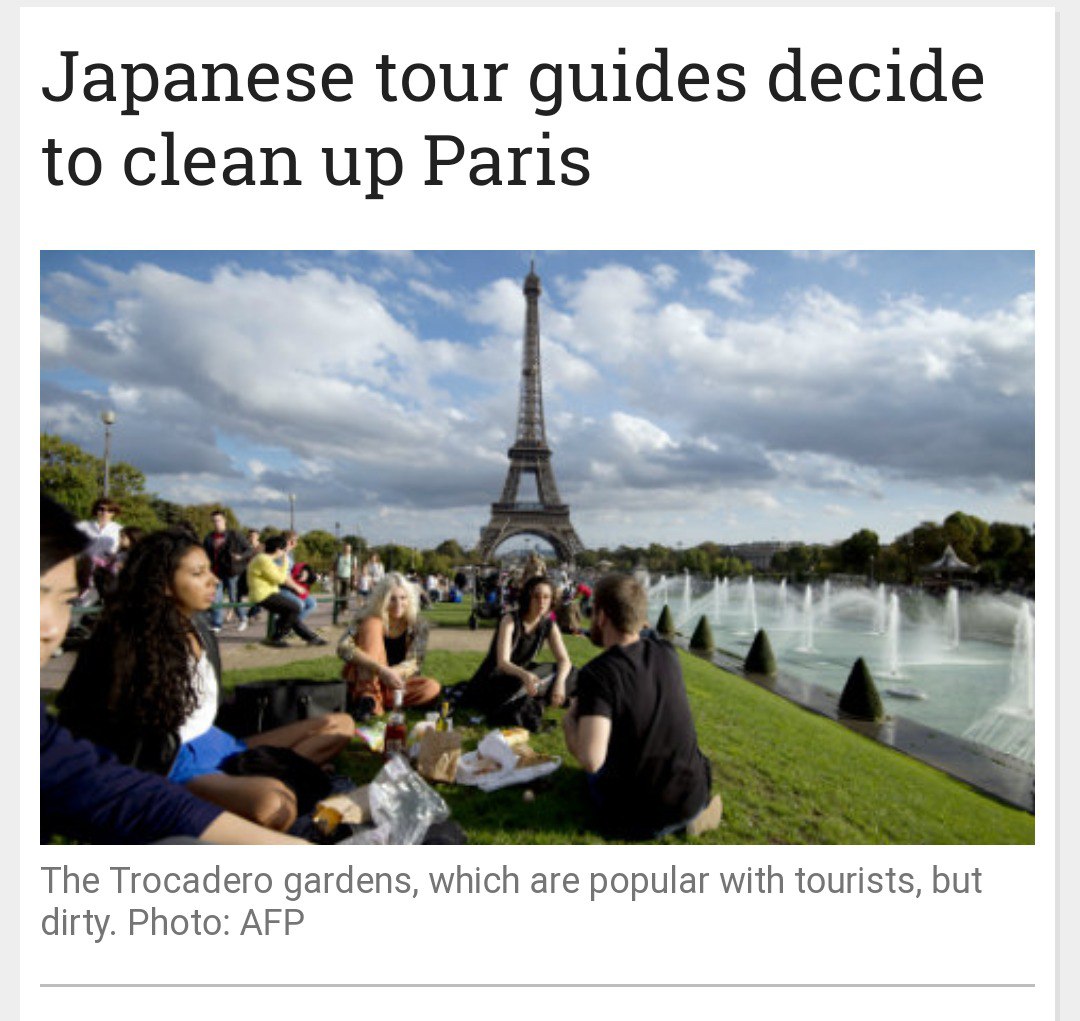 Japanese tour guides decide
to clean up Paris
The Trocadero gardens, which are popular with tourists, but
dirty. Photo: AFP